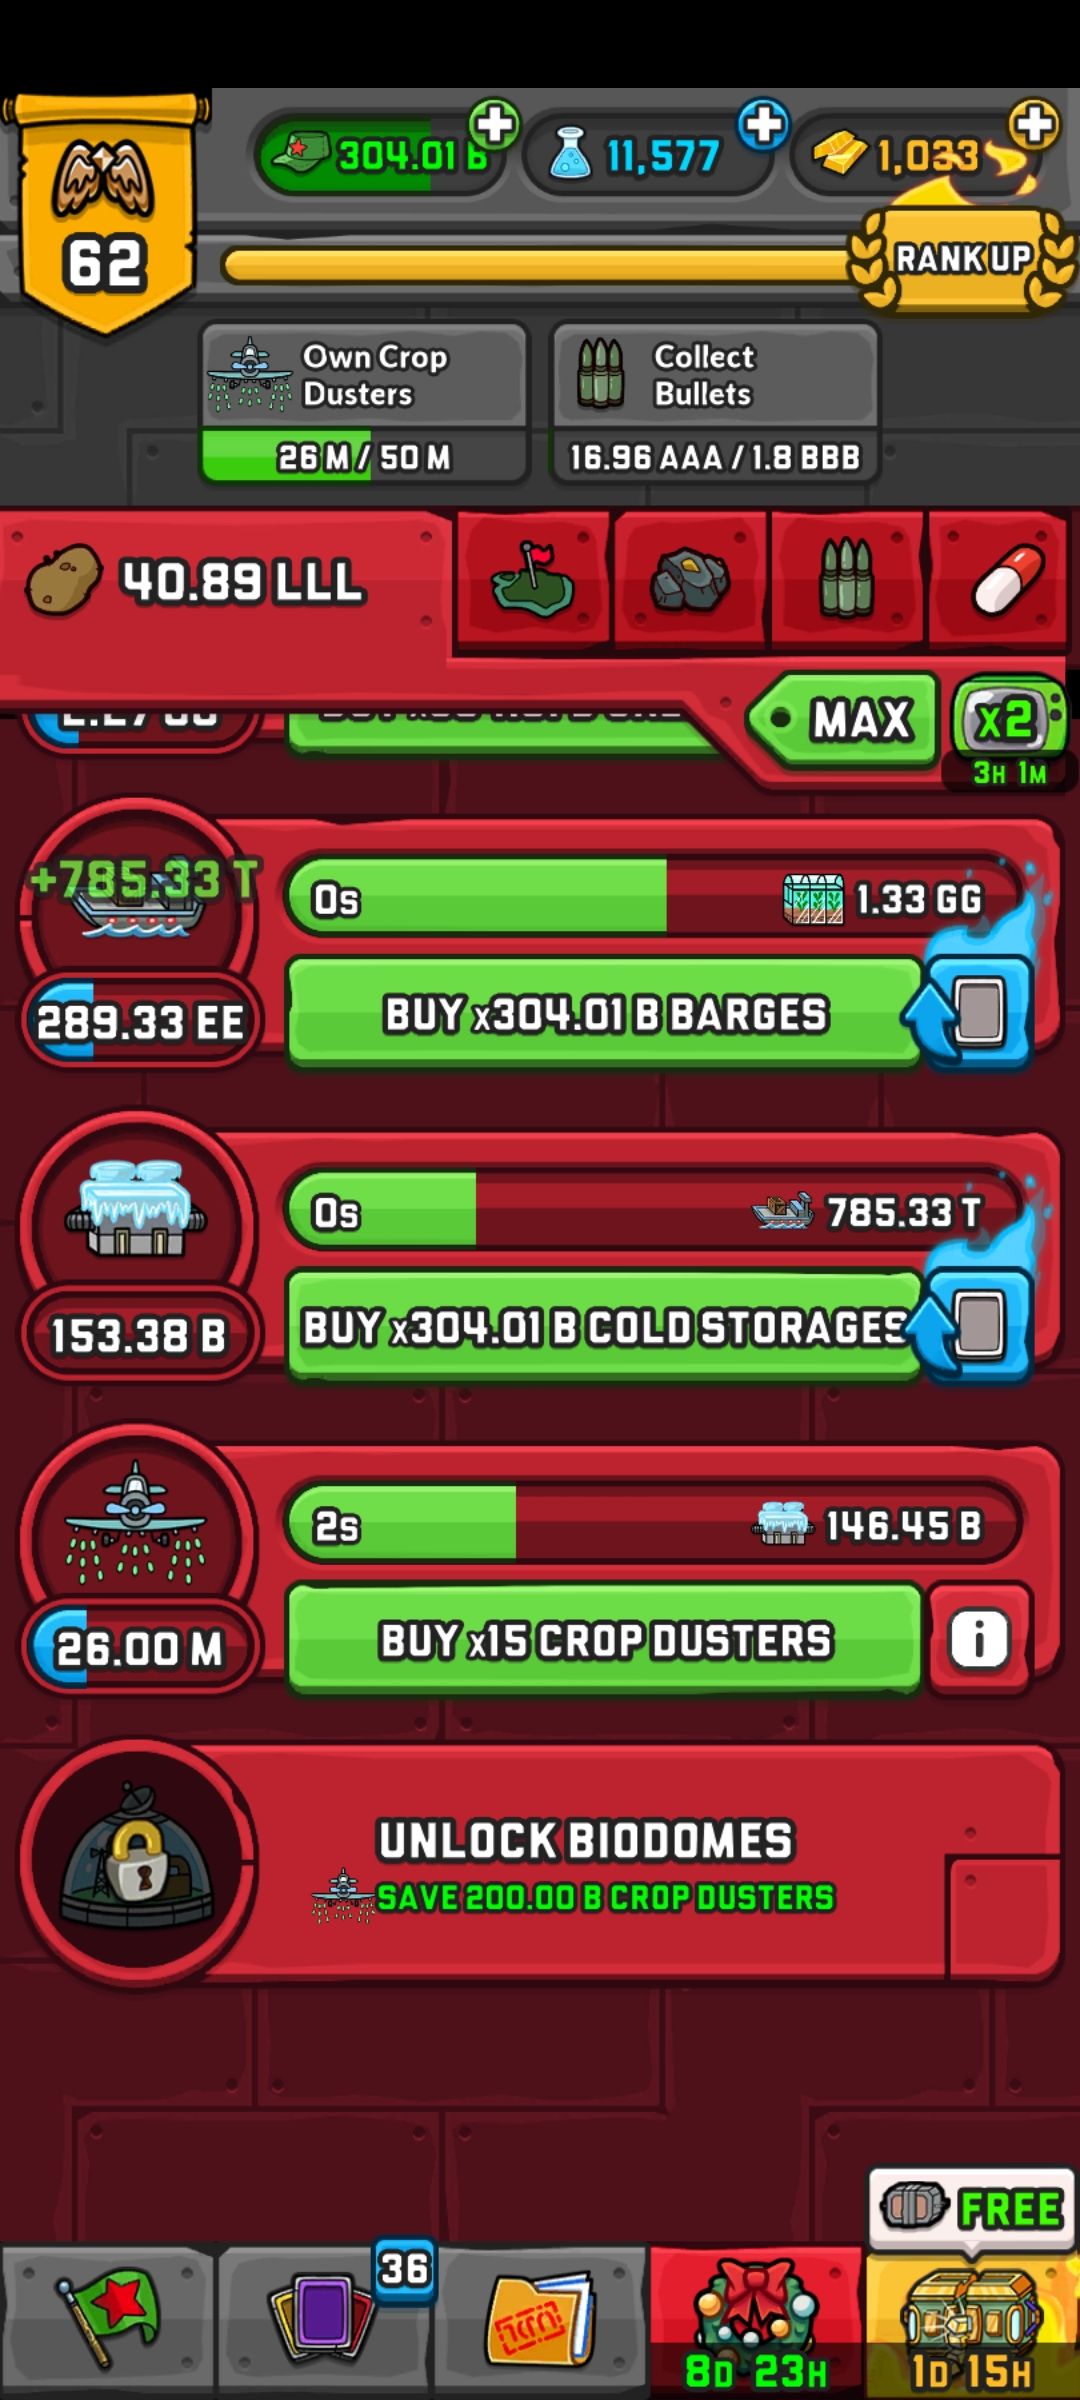 304.01 B
11,577
1,033
62
RANK UP
Own Crop
Dusters
26 M / 50 M
Collect
Bullets
16.96 AAA / 1.8 BBB
40.89 LLL
MAX
x2
3H 1M
+785.33 T
0s
1.33 GG
289.33 EE
BUY x304.01 B BARGES
0s
785.33 T
153.38 B
BUY x304.01 B COLD STORAGES
2s
146.45 B
26.00 M
BUY x15 CROP DUSTERS
i
UNLOCK BIODOMES
SAVE 200.00 B CROP DUSTERS
FREE
36
8D 23H
1D 15H